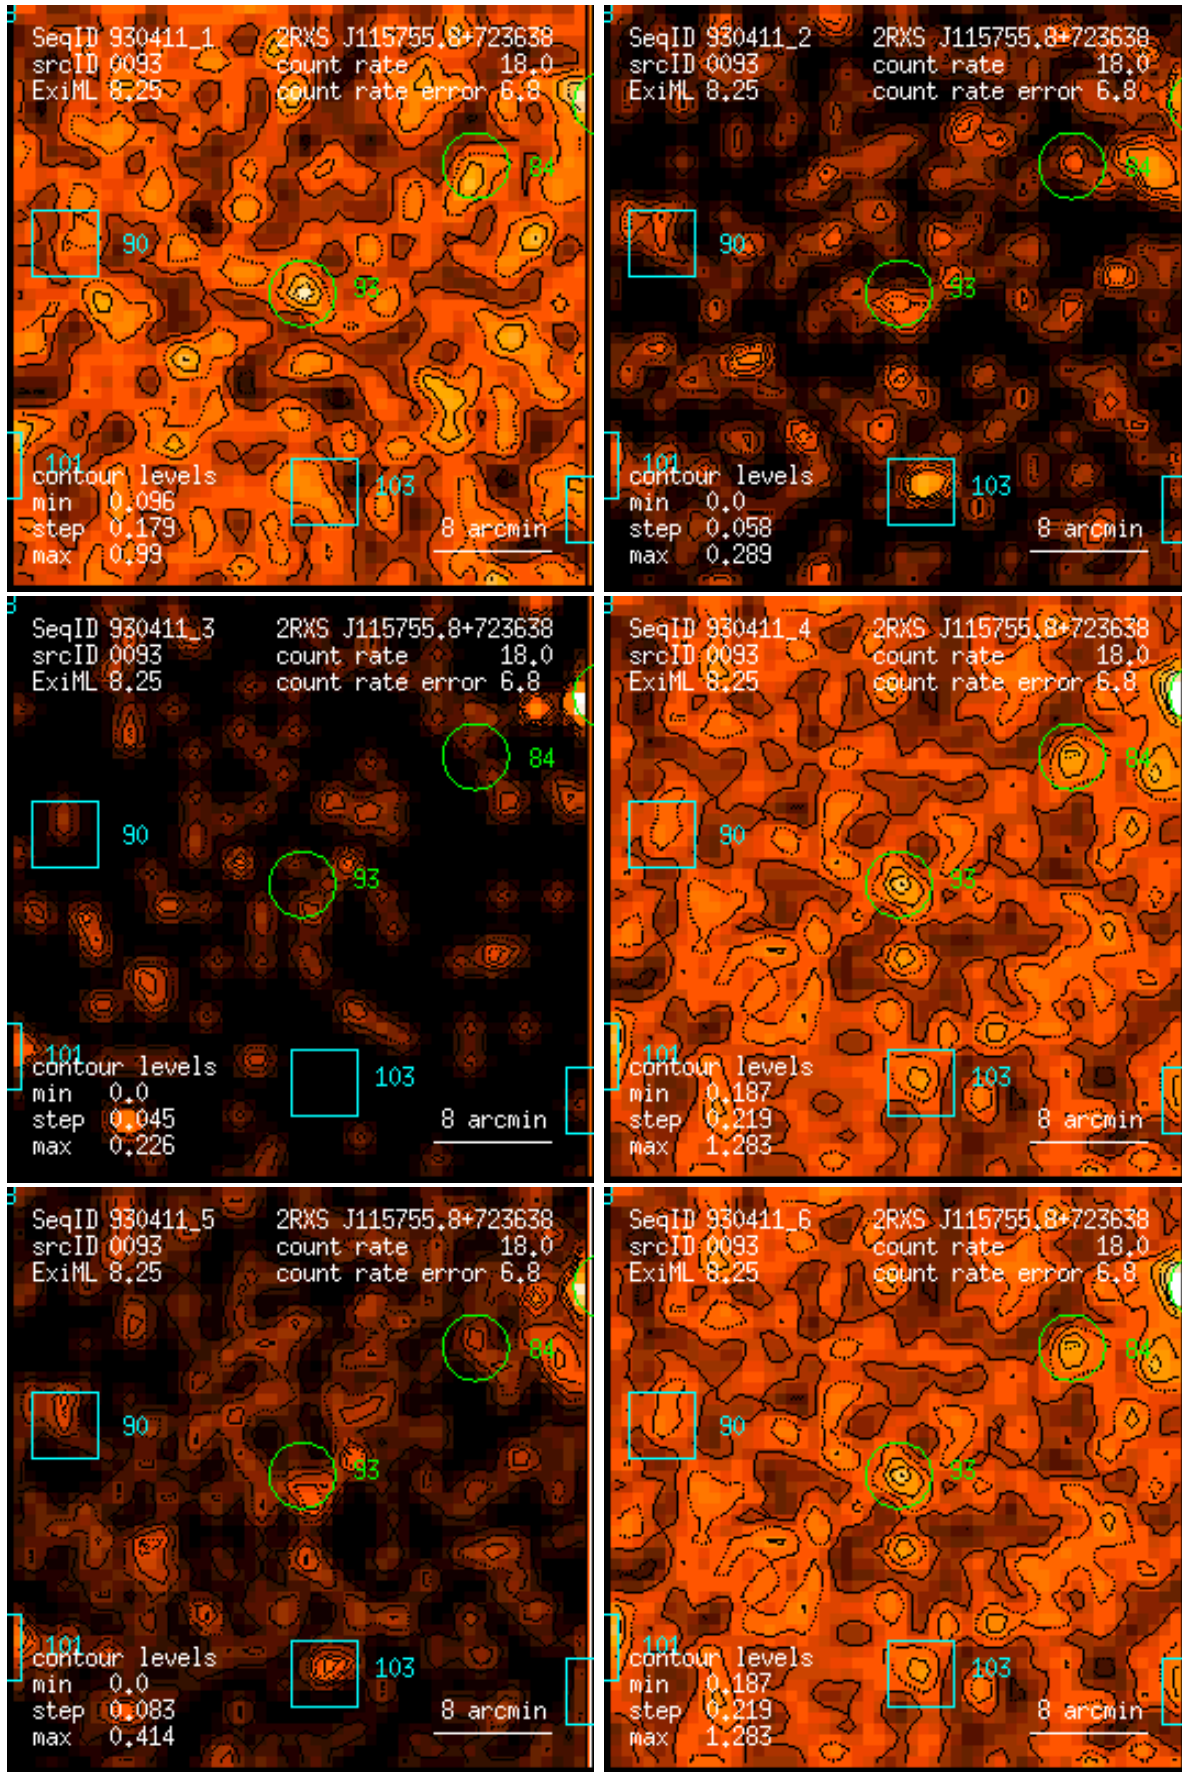 SeqID 930411_1 2RXS J115755.8+723638
srcID 0093 count rate 18.0
ExiML 8.25 count rate error 6.8
84
90
93
101
103
contour levels
min 0.096
step 0.179
max 0.99
8 arcmin
SeqID 930411_2 2RXS J115755.8+723638
srcID 0093 count rate 18.0
ExiML 8.25 count rate error 6.8
84
90
93
101
103
contour levels
min 0.0
step 0.058
max 0.289
8 arcmin
SeqID 930411_3 2RXS J115755.8+723638
srcID 0093 count rate 18.0
ExiML 8.25 count rate error 6.8
84
90
93
101
103
contour levels
min 0.0
step 0.045
max 0.226
8 arcmin
SeqID 930411_4 2RXS J115755.8+723638
srcID 0093 count rate 18.0
ExiML 8.25 count rate error 6.8
84
90
93
101
103
contour levels
min 0.187
step 0.219
max 1.283
8 arcmin
SeqID 930411_5 2RXS J115755.8+723638
srcID 0093 count rate 18.0
ExiML 8.25 count rate error 6.8
84
90
93
101
103
contour levels
min 0.0
step 0.083
max 0.414
8 arcmin
SeqID 930411_6 2RXS J115755.8+723638
srcID 0093 count rate 18.0
ExiML 8.25 count rate error 6.8
84
90
93
101
103
contour levels
min 0.187
step 0.219
max 1.283
8 arcmin